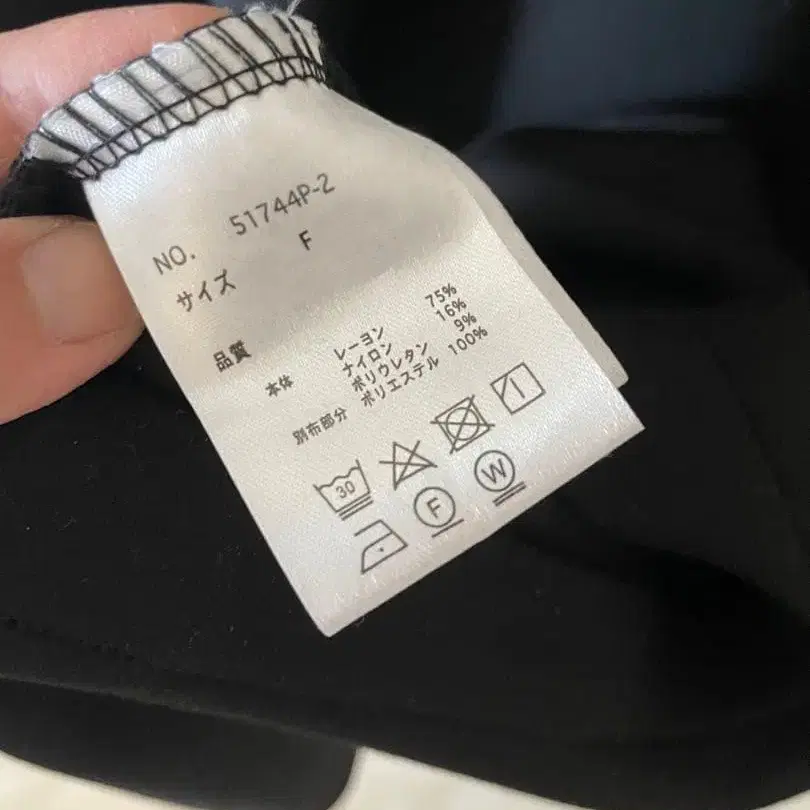 NO. 51744P-2
サイズ F
品質
本体 レーヨン 75%
ナイロン 16%
ポリウレタン 9%
別布部分 ポリエステル 100%
30
F W